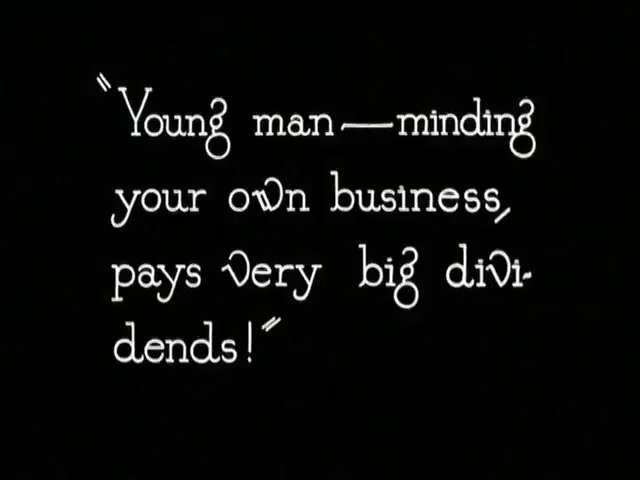 "Young man—minding
your own business,
pays very big divi-
dends!"